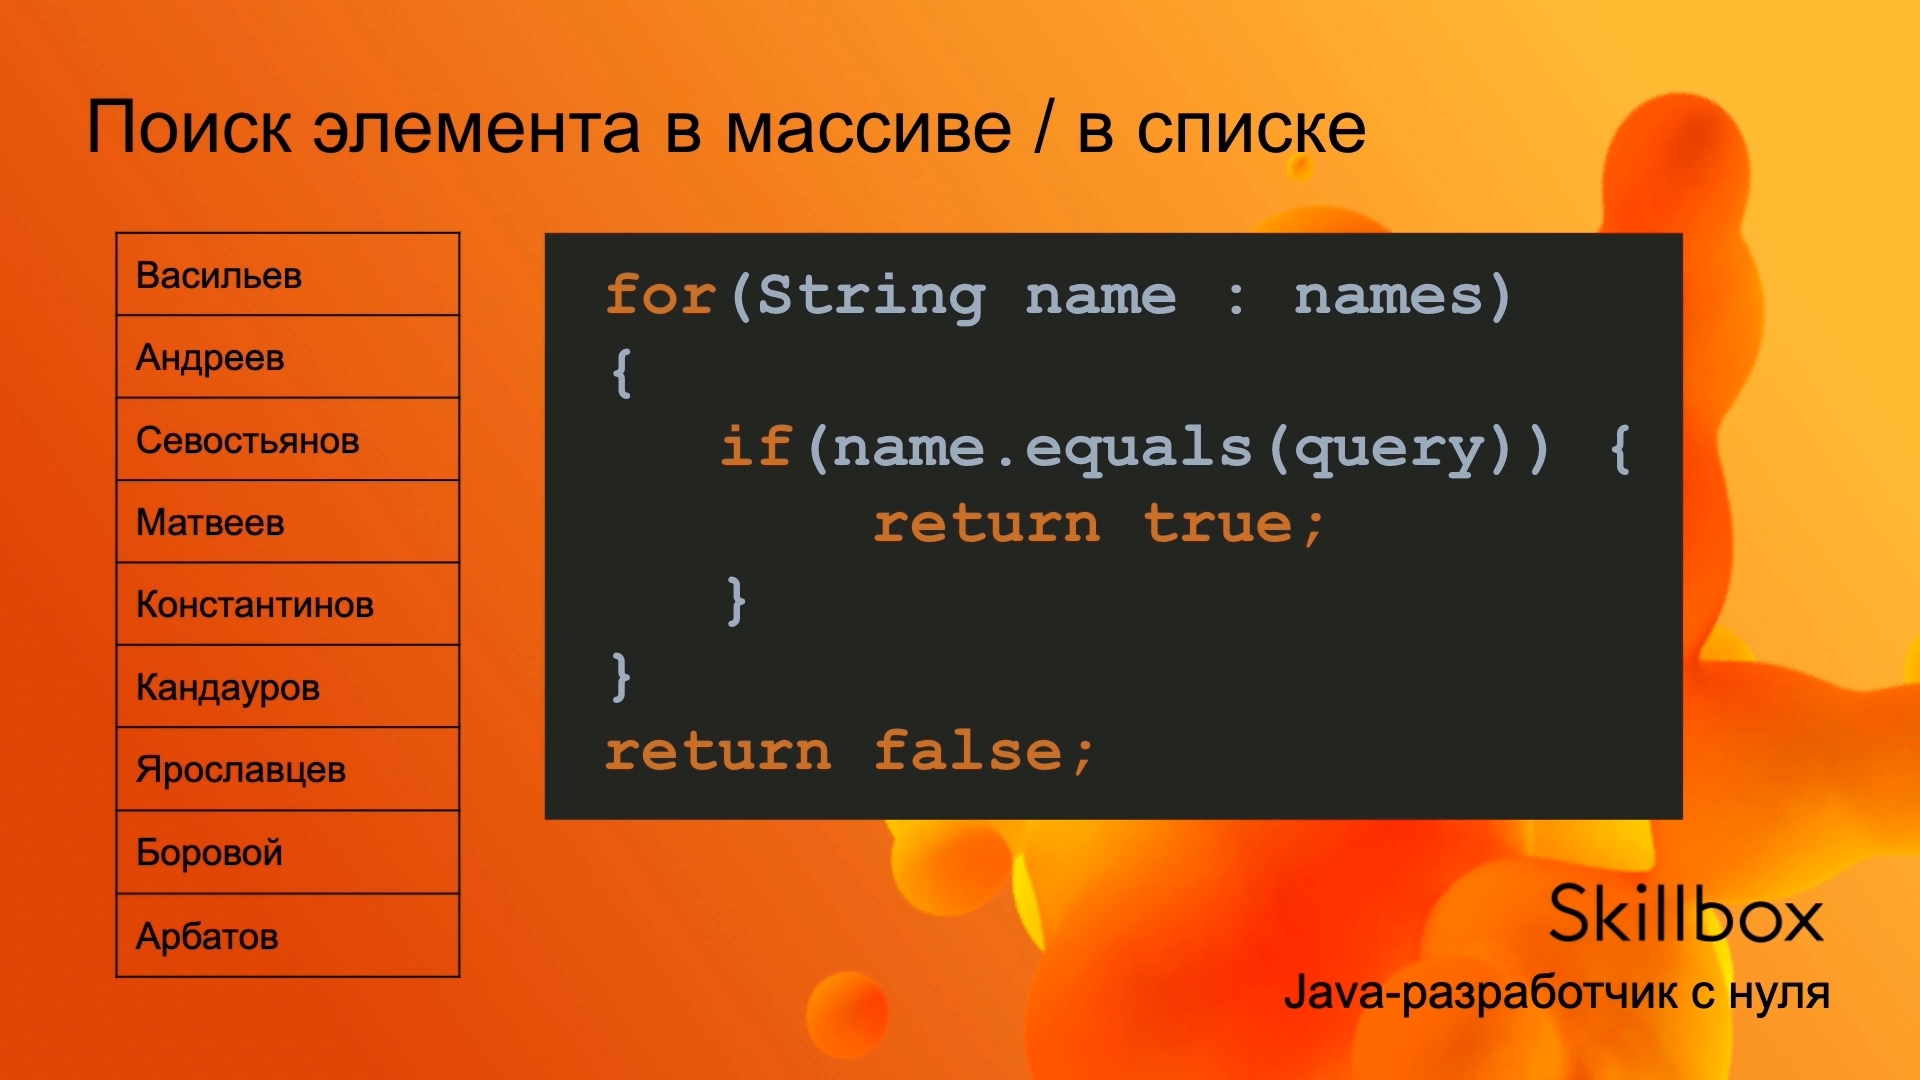 Поиск элемента в массиве / в списке
Васильев
Андреев
Севостьянов
Матвеев
Константинов
Кандауров
Ярославцев
Боровой
Арбатов
for(String name : names)
{
if(name.equals(query)) {
return true;
}
}
return false;
Skillbox
Java-разработчик с нуля